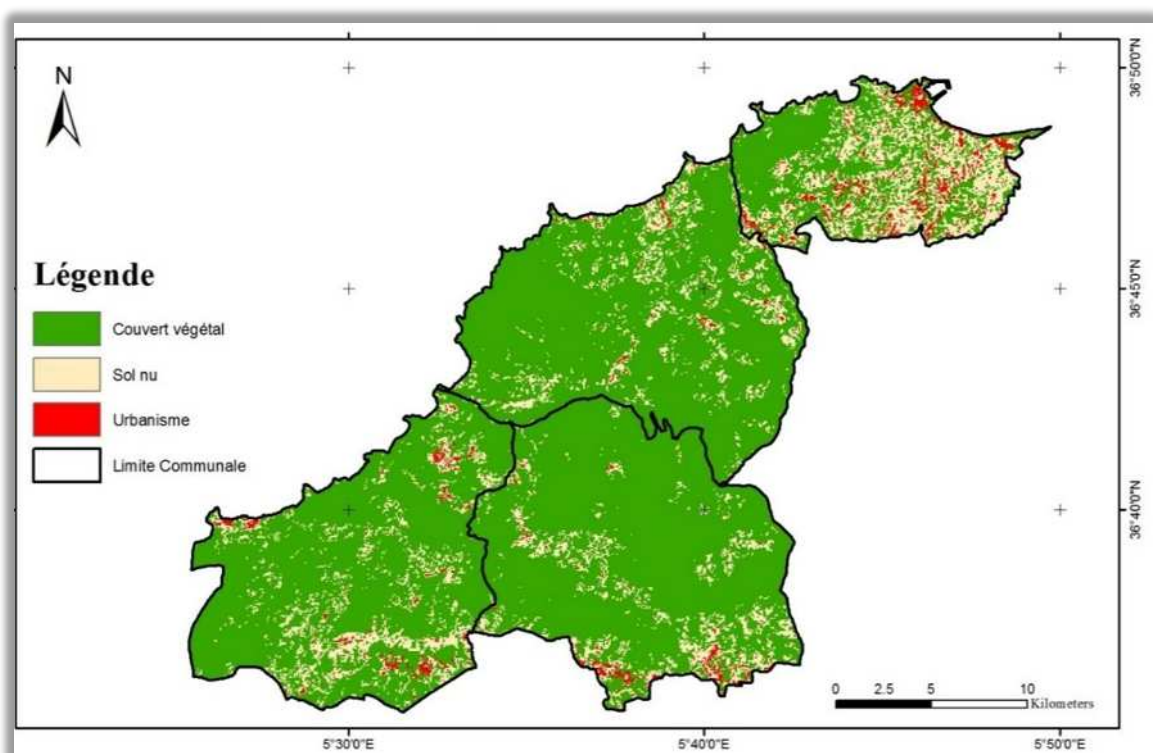 N
Légende
Couvert végétal
Sol nu
Urbanisme
Limite Communale
36°50'0"N
36°45'0"N
36°40'0"N
0 2.5 5 10
Kilometers
5°30'0"E
5°40'0"E
5°50'0"E